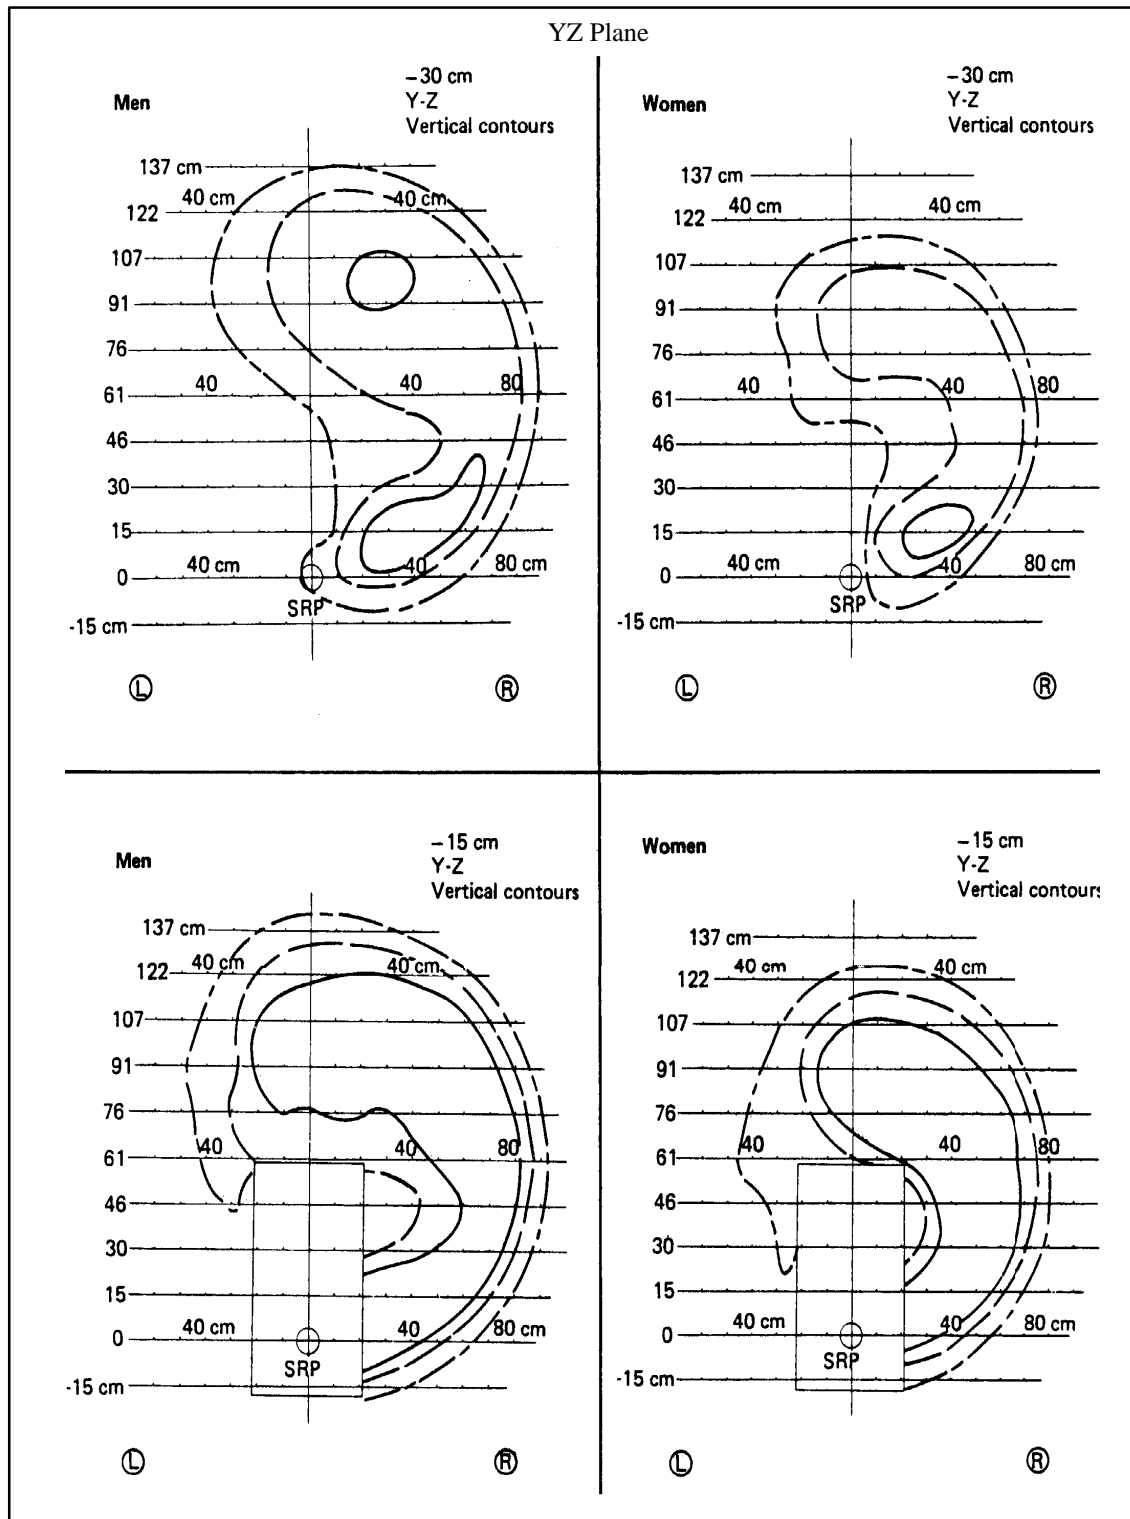 YZ Plane
Men
−30 cm
Y-Z
Vertical contours
137 cm
40 cm 40 cm
122
107
91
76
40 40 80
61
46
30
15
40 cm 40 80 cm
0
SRP
-15 cm
L R
Women
−30 cm
Y-Z
Vertical contours
137 cm
40 cm 40 cm
122
107
91
76
40 40 80
61
46
30
15
40 cm 40 80 cm
0
SRP
-15 cm
L R
Men
−15 cm
Y-Z
Vertical contours
137 cm
40 cm 40 cm
122
107
91
76
40 40 80
61
46
30
15
40 cm 40 80 cm
0
SRP
-15 cm
L R
Women
−15 cm
Y-Z
Vertical contours
137 cm
40 cm 40 cm
122
107
91
76
40 40 80
61
46
30
15
40 cm 40 80 cm
0
SRP
-15 cm
L R